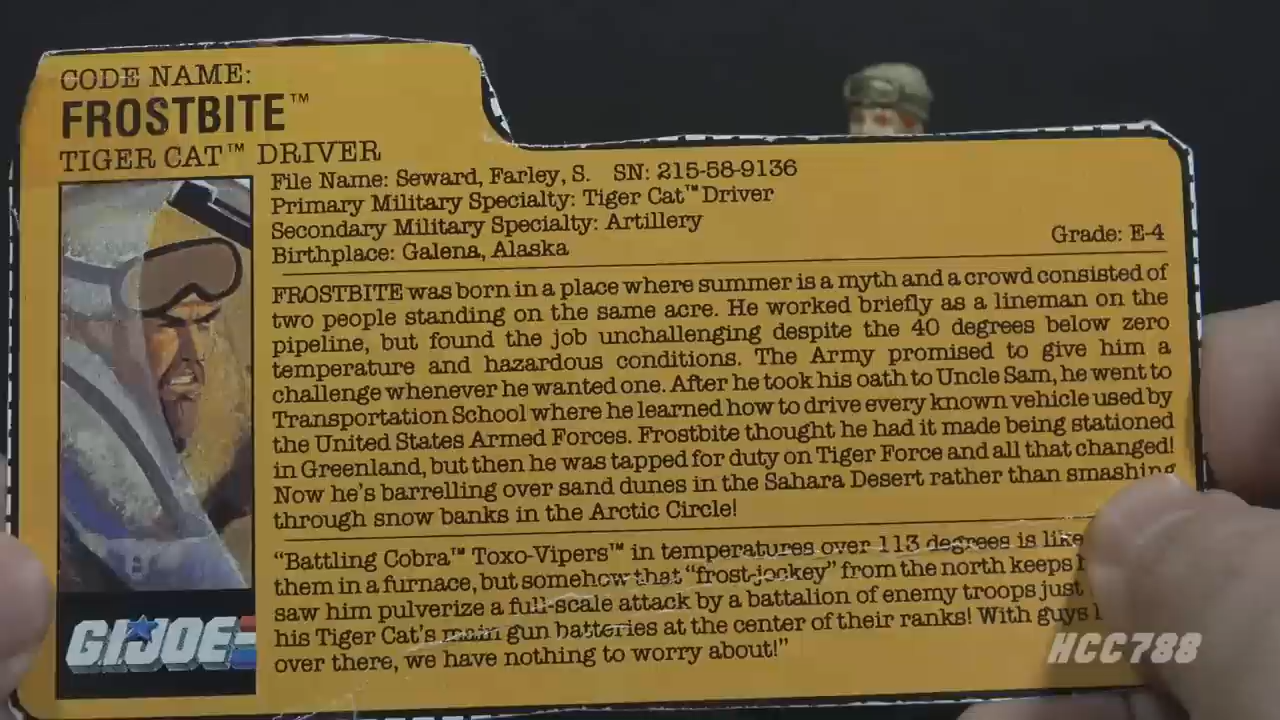 CODE NAME:
FROSTBITE™
TIGER CAT™ DRIVER
File Name: Seward, Farley, S. SN: 215-58-9136
Primary Military Specialty: Tiger Cat™ Driver
Secondary Military Specialty: Artillery
Birthplace: Galena, Alaska
Grade: E-4
FROSTBITE was born in a place where summer is a myth and a crowd consisted of
two people standing on the same acre. He worked briefly as a lineman on the
pipeline, but found the job unchallenging despite the 40 degrees below zero
temperature and hazardous conditions. The Army promised to give him a
challenge whenever he wanted one. After he took his oath to Uncle Sam, he went to
Transportation School where he learned how to drive every known vehicle used by
the United States Armed Forces. Frostbite thought he had it made being stationed
in Greenland, but then he was tapped for duty on Tiger Force and all that changed!
Now he's barrelling over sand dunes in the Sahara Desert rather than smashing
through snow banks in the Arctic Circle!
"Battling Cobra™ Toxo-Vipers™ in temperatures over 113 degrees is like
them in a furnace, but somehow that "frost-jockey" from the north keeps
saw him pulverize a full-scale attack by a battalion of enemy troops just
his Tiger Cat's main gun batteries at the center of their ranks! With guys
over there, we have nothing to worry about!"
GI JOE
HCC788